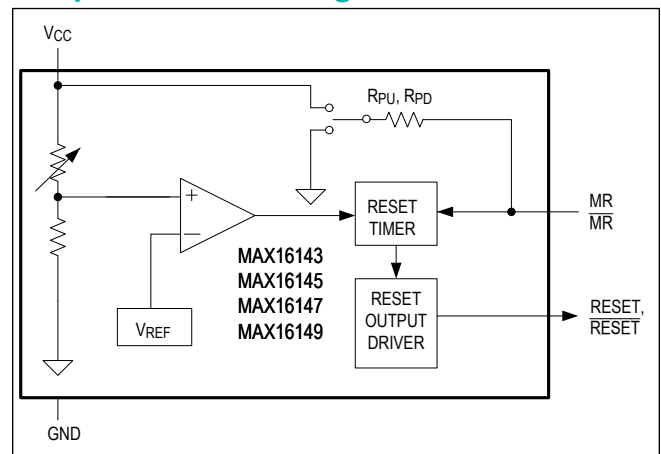 VCC
RPU, RPD
+
−
RESET
TIMER
MR
MR
MAX16143
MAX16145
MAX16147
MAX16149
VREF
RESET
OUTPUT
DRIVER
RESET,
RESET
GND